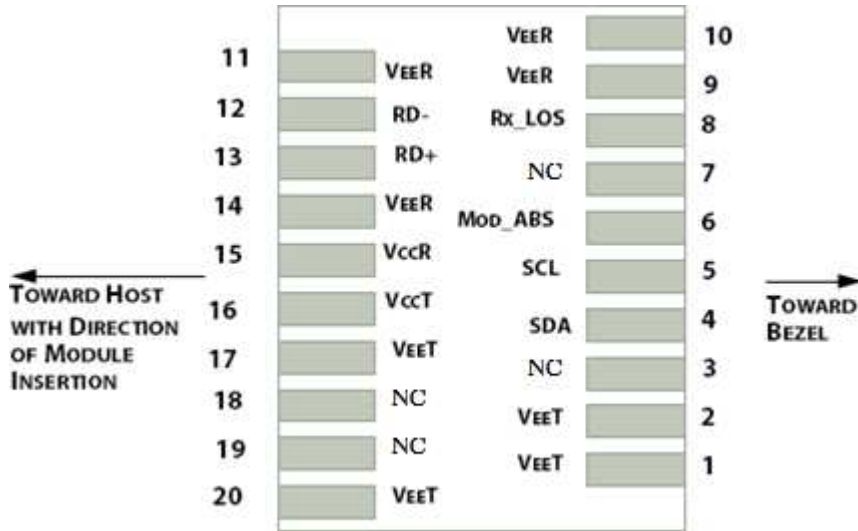 11 VEER
12 RD-
13 RD+
14 VEER
15 VccR
16 VccT
17 VEET
18 NC
19 NC
20 VEET
VEER 10
VEER 9
Rx_LOS 8
NC 7
MOD_ABS 6
SCL 5
SDA 4
NC 3
VEET 2
VEET 1
TOWARD HOST
WITH DIRECTION
OF MODULE
INSERTION
TOWARD
BEZEL